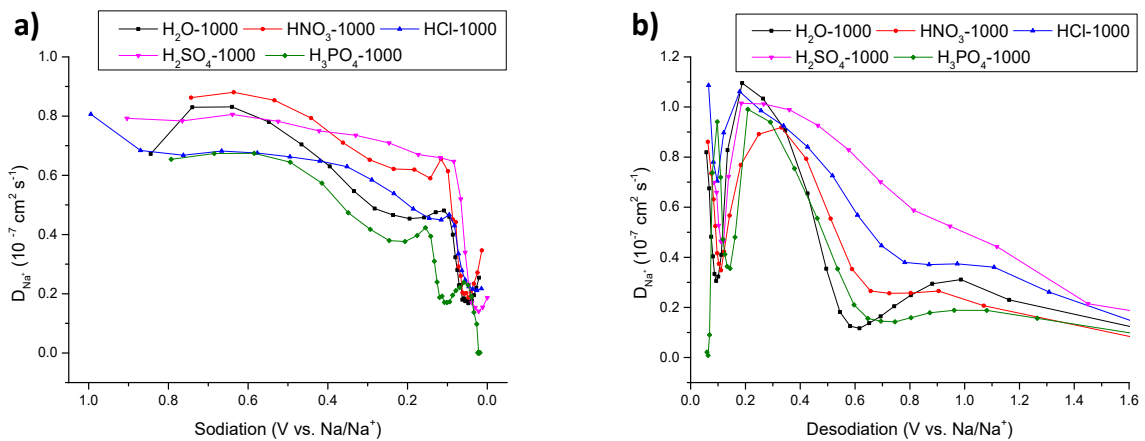 a)
H₂O-1000 HNO₃-1000 HCl-1000
H₂SO₄-1000 H₃PO₄-1000
1.0
0.8
0.6
0.4
0.2
0.0
D_Na⁺ (10⁻⁷ cm² s⁻¹)
1.0 0.8 0.6 0.4 0.2 0.0
Sodiation (V vs. Na/Na⁺)
b)
H₂O-1000 HNO₃-1000 HCl-1000
H₂SO₄-1000 H₃PO₄-1000
1.2
1.0
0.8
0.6
0.4
0.2
0.0
D_Na⁺ (10⁻⁷ cm² s⁻¹)
0.0 0.2 0.4 0.6 0.8 1.0 1.2 1.4 1.6
Desodiation (V vs. Na/Na⁺)